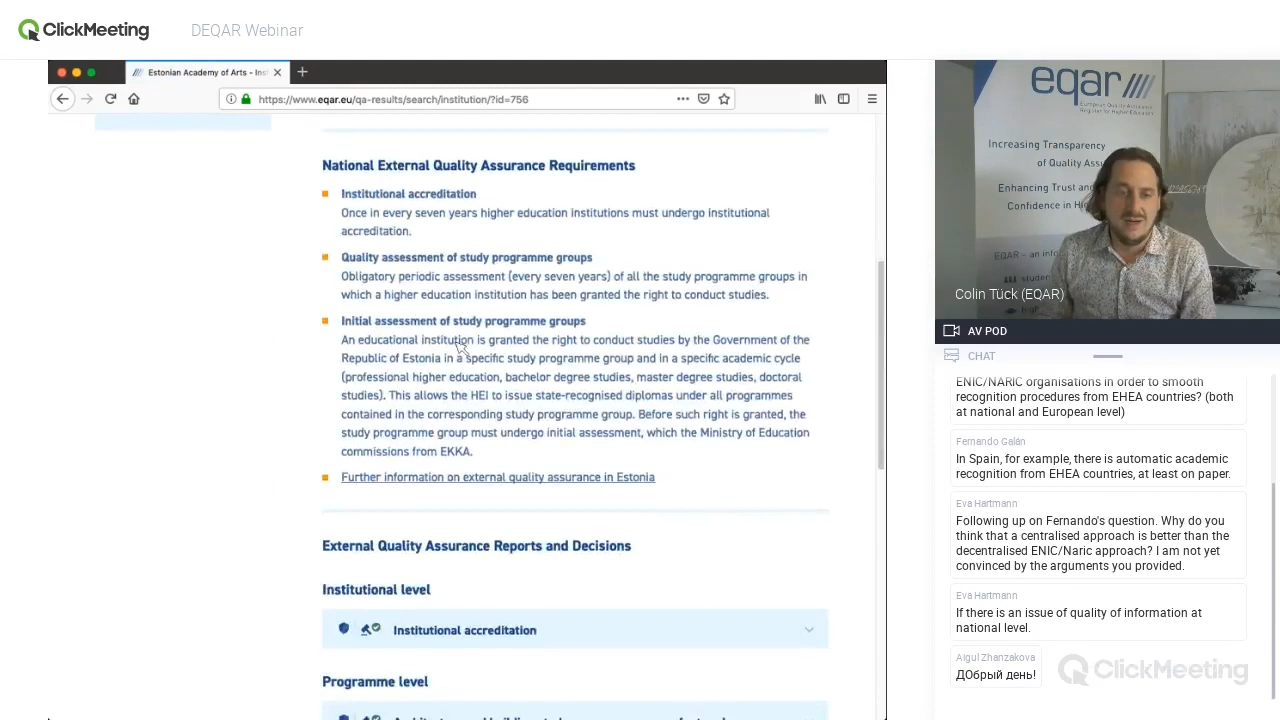 ClickMeeting
DEQAR Webinar
Estonian Academy of Arts - Inst
https://www.eqar.eu/qa-results/search/institution/?id=756
National External Quality Assurance Requirements
Institutional accreditation
Once in every seven years higher education institutions must undergo institutional
accreditation.
Quality assessment of study programme groups
Obligatory periodic assessment (every seven years) of all the study programme groups in
which a higher education institution has been granted the right to conduct studies.
Initial assessment of study programme groups
An educational institution is granted the right to conduct studies by the Government of the
Republic of Estonia in a specific study programme group and in a specific academic cycle
(professional higher education, bachelor degree studies, master degree studies, doctoral
studies). This allows the HEI to issue state-recognised diplomas under all programmes
contained in the corresponding study programme group. Before such right is granted, the
study programme group must undergo initial assessment, which the Ministry of Education
commissions from EKKA.
Further information on external quality assurance in Estonia
External Quality Assurance Reports and Decisions
Institutional level
Institutional accreditation
Programme level
eqar
European Quality Assurance
Register for Higher Education
Increasing Transparency
of Quality Assu
Enhancing Trust and
Confidence in Hi
EQAR – an
Colin Tück (EQAR)
AV POD
CHAT
ENIC/NARIC organisations in order to smooth
recognition procedures from EHEA countries? (both
at national and European level)
Fernando Galán
In Spain, for example, there is automatic academic
recognition from EHEA countries, at least on paper.
Eva Hartmann
Following up on Fernando's question. Why do you
think that a centralised approach is better than the
decentralised ENIC/Naric approach? I am not yet
convinced by the arguments you provided.
Eva Hartmann
If there is an issue of quality of information at
national level.
Aigul Zhanzakova
ДОбрый день!
ClickMeeting